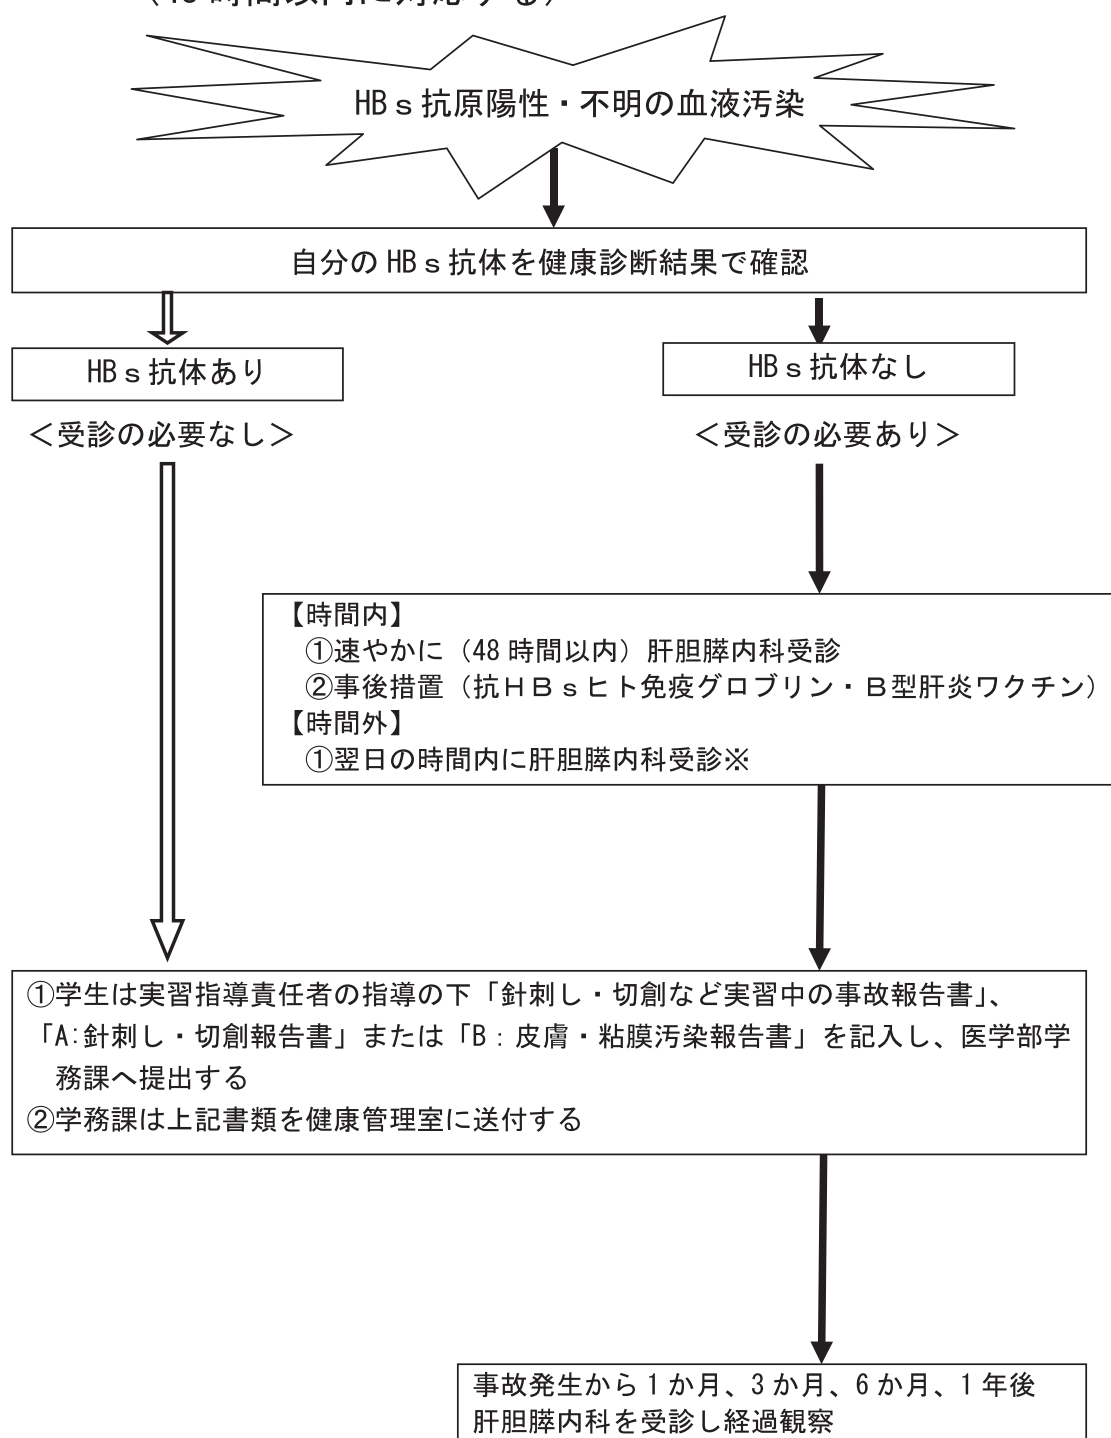 （48時間以内に対応する）
HBｓ抗原陽性・不明の血液汚染
自分のHBｓ抗体を健康診断結果で確認
HBｓ抗体あり
HBｓ抗体なし
＜受診の必要なし＞
＜受診の必要あり＞
【時間内】
①速やかに（48時間以内）肝胆膵内科受診
②事後措置（抗ＨＢｓヒト免疫グロブリン・Ｂ型肝炎ワクチン）
【時間外】
①翌日の時間内に肝胆膵内科受診※
①学生は実習指導責任者の指導の下「針刺し・切創など実習中の事故報告書」、
「A:針刺し・切創報告書」または「B：皮膚・粘膜汚染報告書」を記入し、医学部学
務課へ提出する
②学務課は上記書類を健康管理室に送付する
事故発生から1か月、3か月、6か月、1年後
肝胆膵内科を受診し経過観察